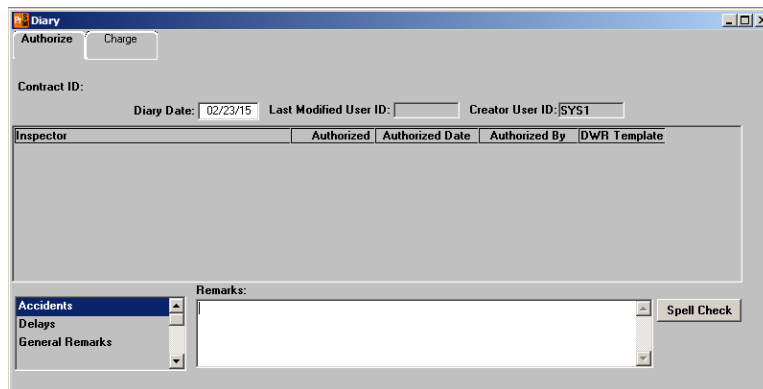 Diary
Authorize Charge
Contract ID:
Diary Date: 02/23/15 Last Modified User ID: Creator User ID: SYS1
Inspector Authorized Authorized Date Authorized By DWR Template
Remarks:
Accidents
Delays
General Remarks
Spell Check